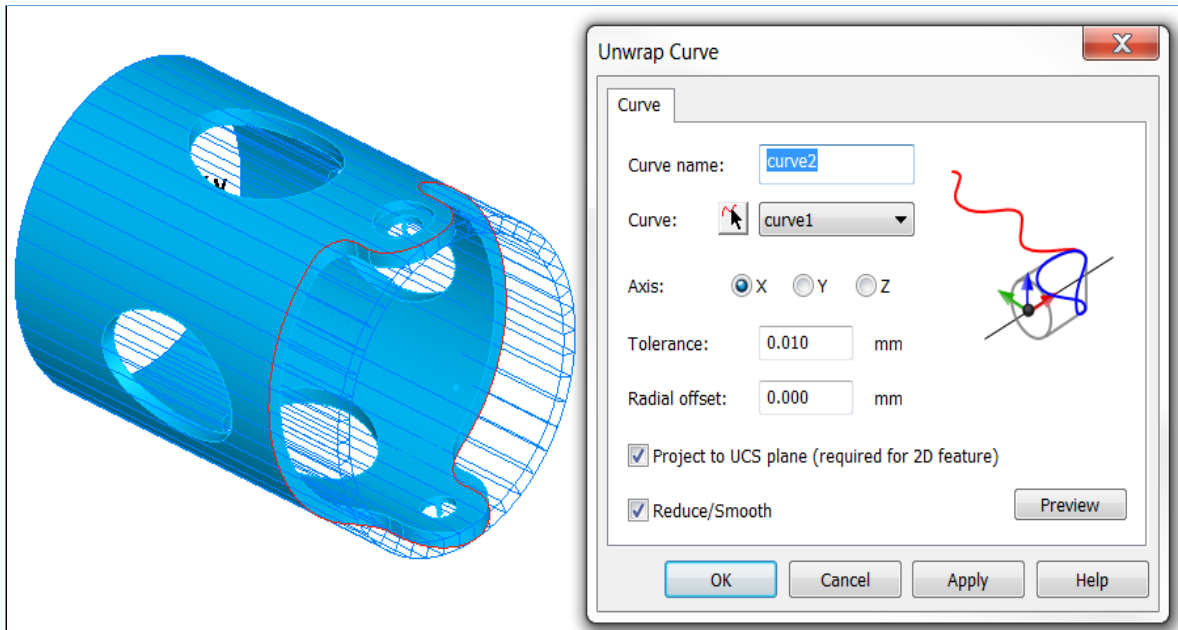 Unwrap Curve
X
Curve
Curve name: curve2
Curve: curve1
Axis: X Y Z
Tolerance: 0.010 mm
Radial offset: 0.000 mm
Project to UCS plane (required for 2D feature)
Reduce/Smooth
Preview
OK Cancel Apply Help